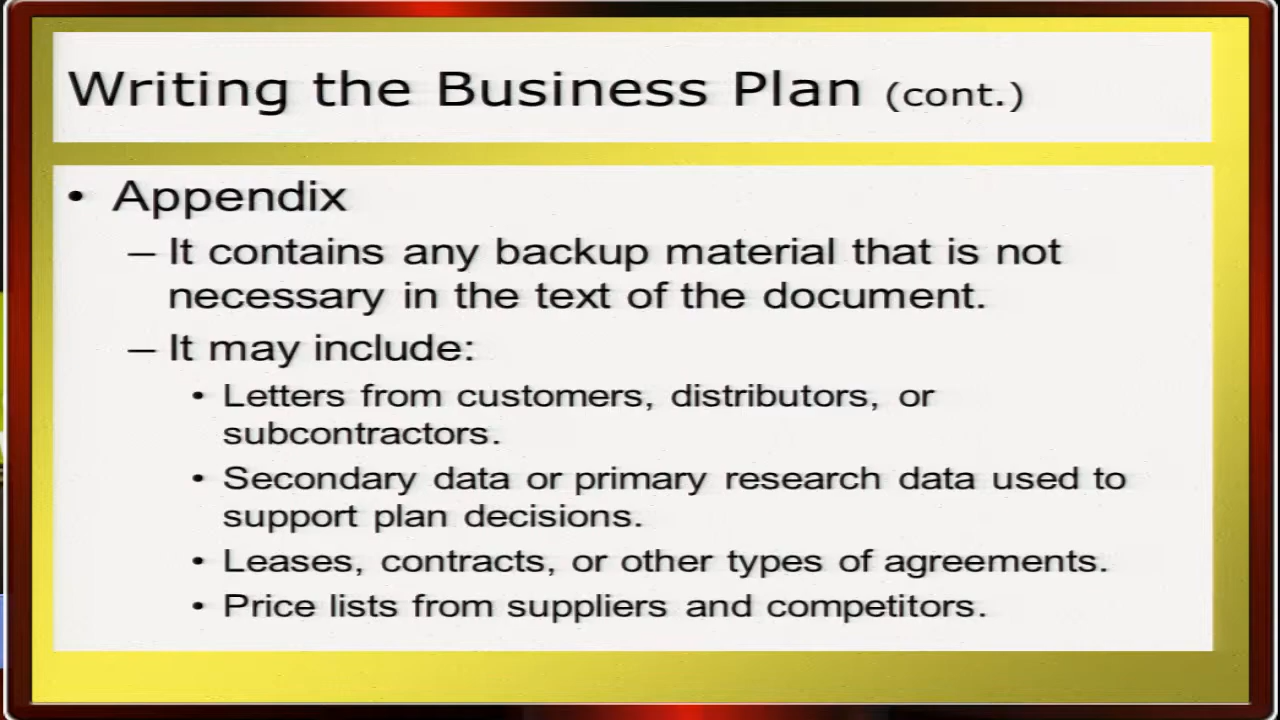 Writing the Business Plan (cont.)
• Appendix
– It contains any backup material that is not
necessary in the text of the document.
– It may include:
• Letters from customers, distributors, or
subcontractors.
• Secondary data or primary research data used to
support plan decisions.
• Leases, contracts, or other types of agreements.
• Price lists from suppliers and competitors.